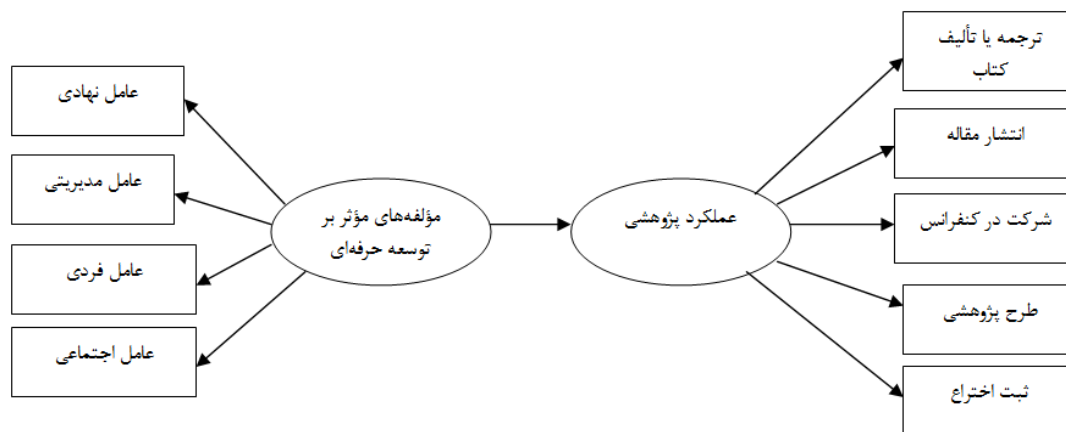 ترجمه یا تألیف
کتاب
عامل نهادی
انتشار مقاله
عامل مدیریتی
مؤلفه‌های مؤثر بر
توسعه حرفه‌ای
عملکرد پژوهشی
شرکت در کنفرانس
عامل فردی
طرح پژوهشی
عامل اجتماعی
ثبت اختراع